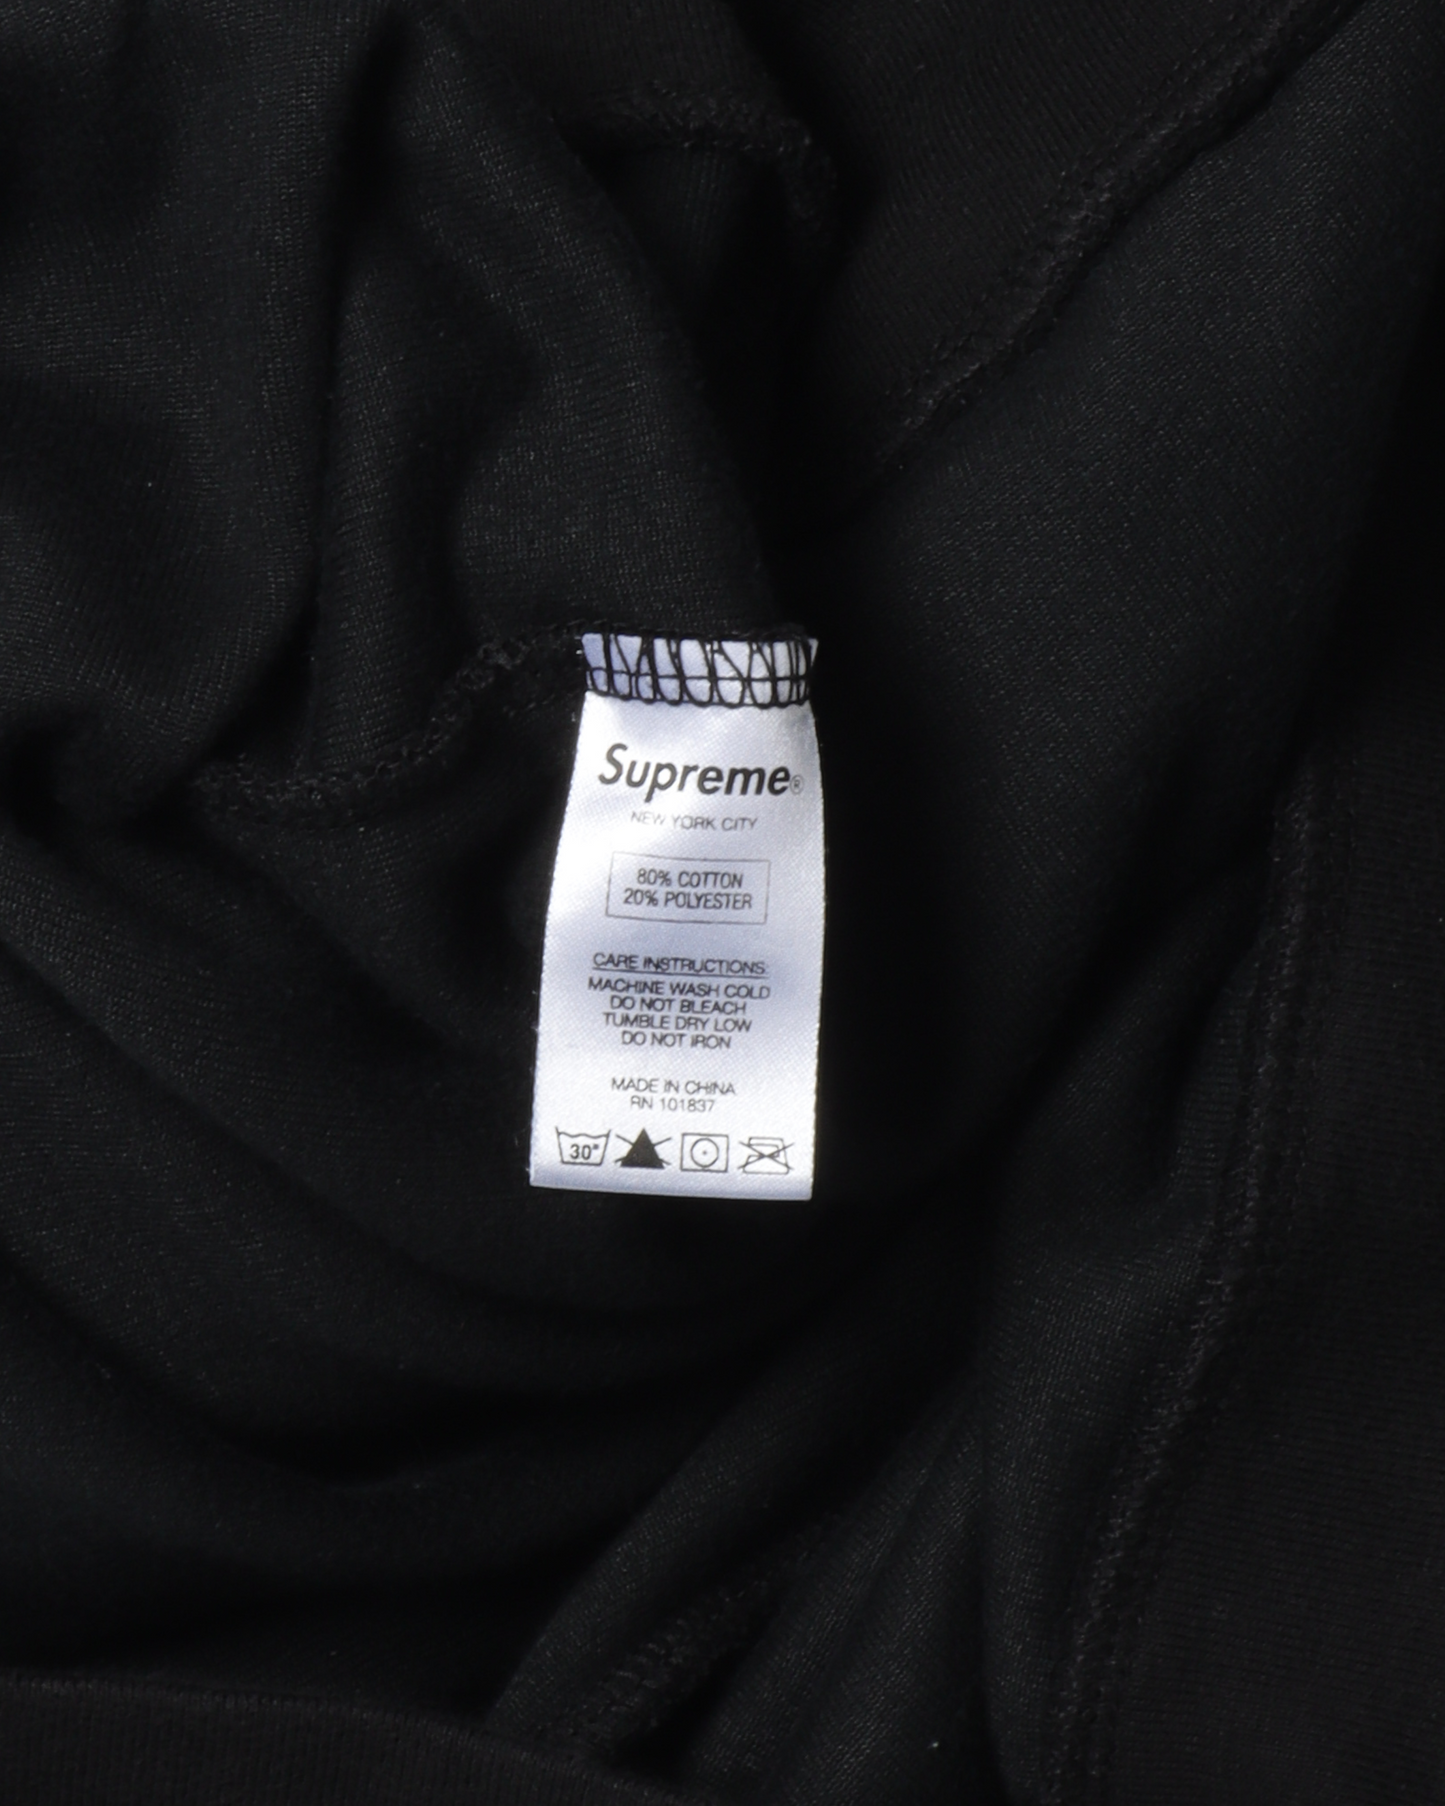 Supreme®
NEW YORK CITY
80% COTTON
20% POLYESTER
CARE INSTRUCTIONS:
MACHINE WASH COLD
DO NOT BLEACH
TUMBLE DRY LOW
DO NOT IRON
MADE IN CHINA
RN 101837
30°